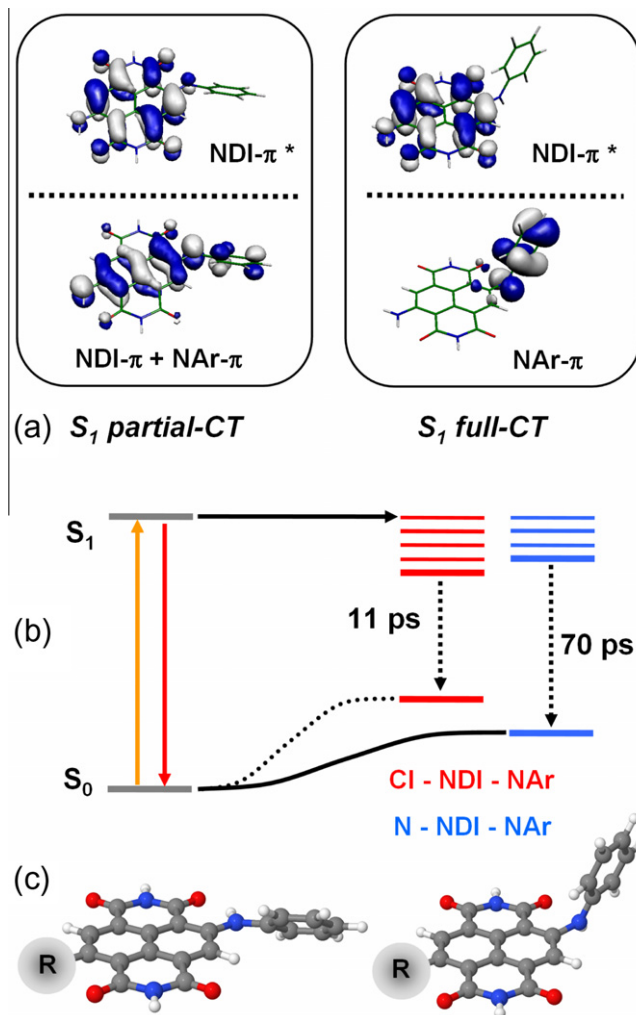 NDI-π *
NDI-π *
NDI-π + NAr-π
NAr-π
(a)
S1 partial-CT
S1 full-CT
S1
(b)
11 ps
70 ps
S0
Cl - NDI - NAr
N - NDI - NAr
(c)
R
R